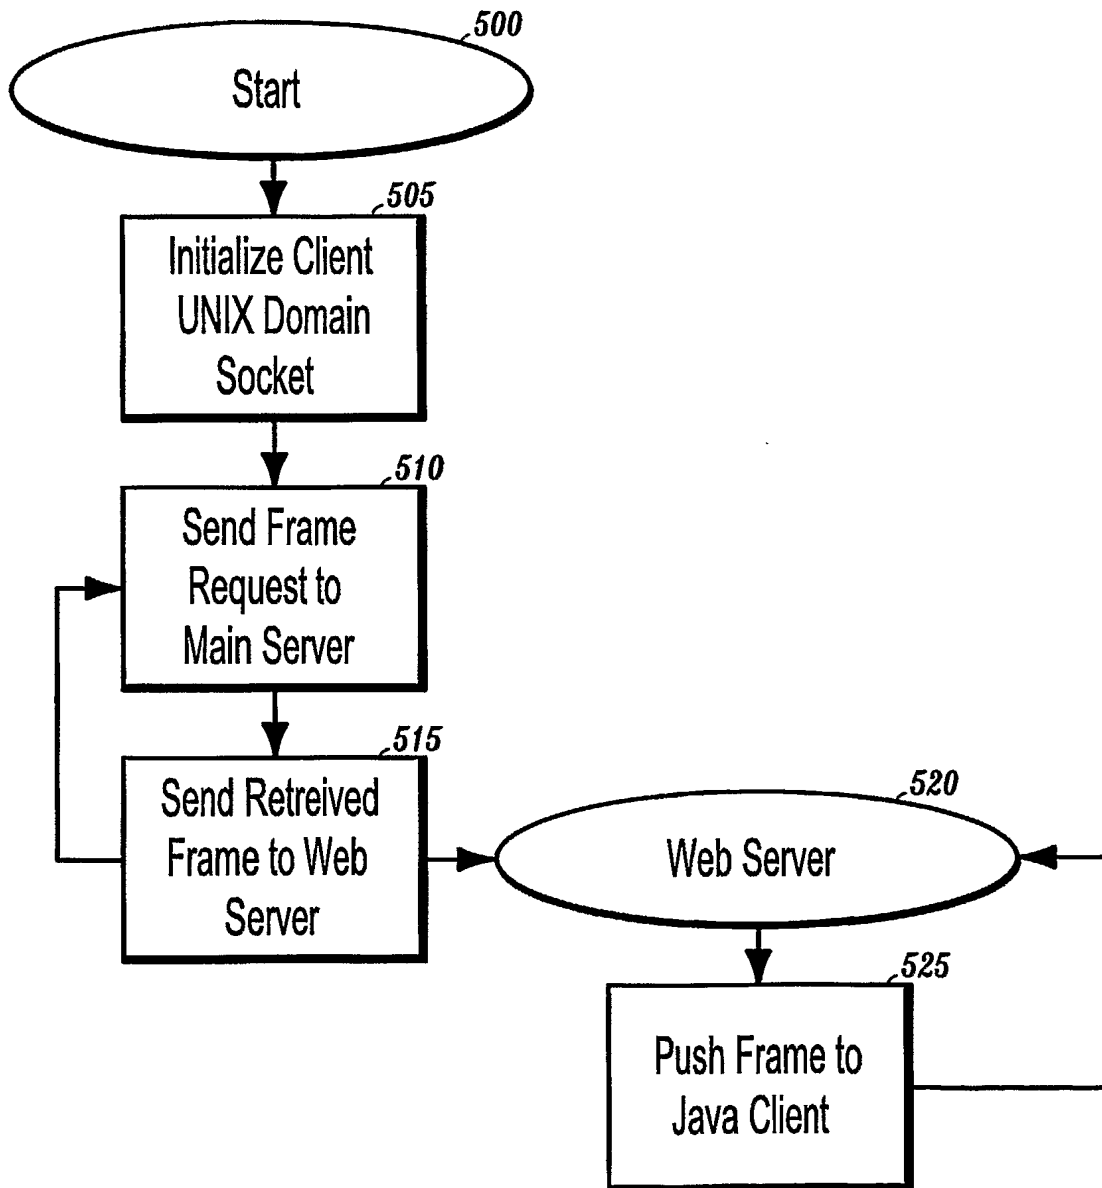 500
Start
505
Initialize Client
UNIX Domain
Socket
510
Send Frame
Request to
Main Server
515
Send Retreived
Frame to Web
Server
520
Web Server
525
Push Frame to
Java Client